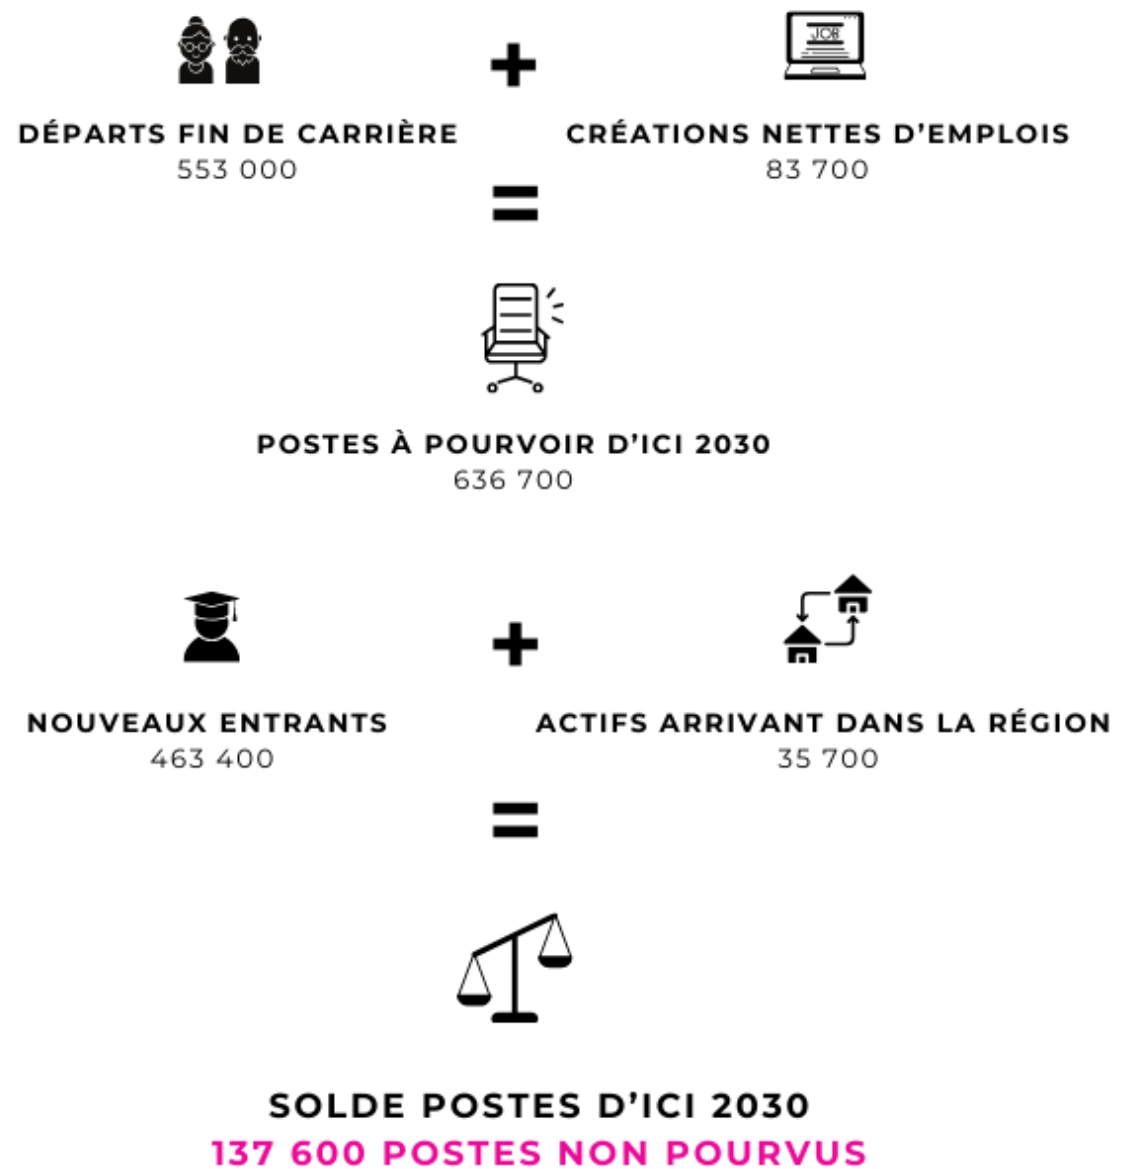 JOB
+
DÉPARTS FIN DE CARRIÈRE
553 000
CRÉATIONS NETTES D’EMPLOIS
83 700
=
POSTES À POURVOIR D’ICI 2030
636 700
+
NOUVEAUX ENTRANTS
463 400
ACTIFS ARRIVANT DANS LA RÉGION
35 700
=
SOLDE POSTES D’ICI 2030
137 600 POSTES NON POURVUS